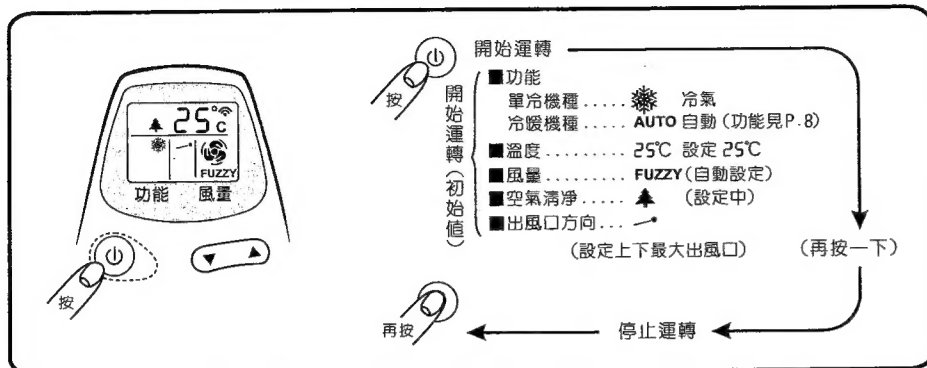 25°C
FUZZY
功能 風量
按
按
開始運轉
開始運轉（初始值）
■功能
單冷機種..... 冷氣
冷暖機種..... AUTO 自動（功能見P.8）
■溫度......... 25℃ 設定 25℃
■風量......... FUZZY（自動設定）
■空氣清凈..... （設定中）
■出風口方向...
（設定上下最大出風口）
（再按一下）
再按
停止運轉